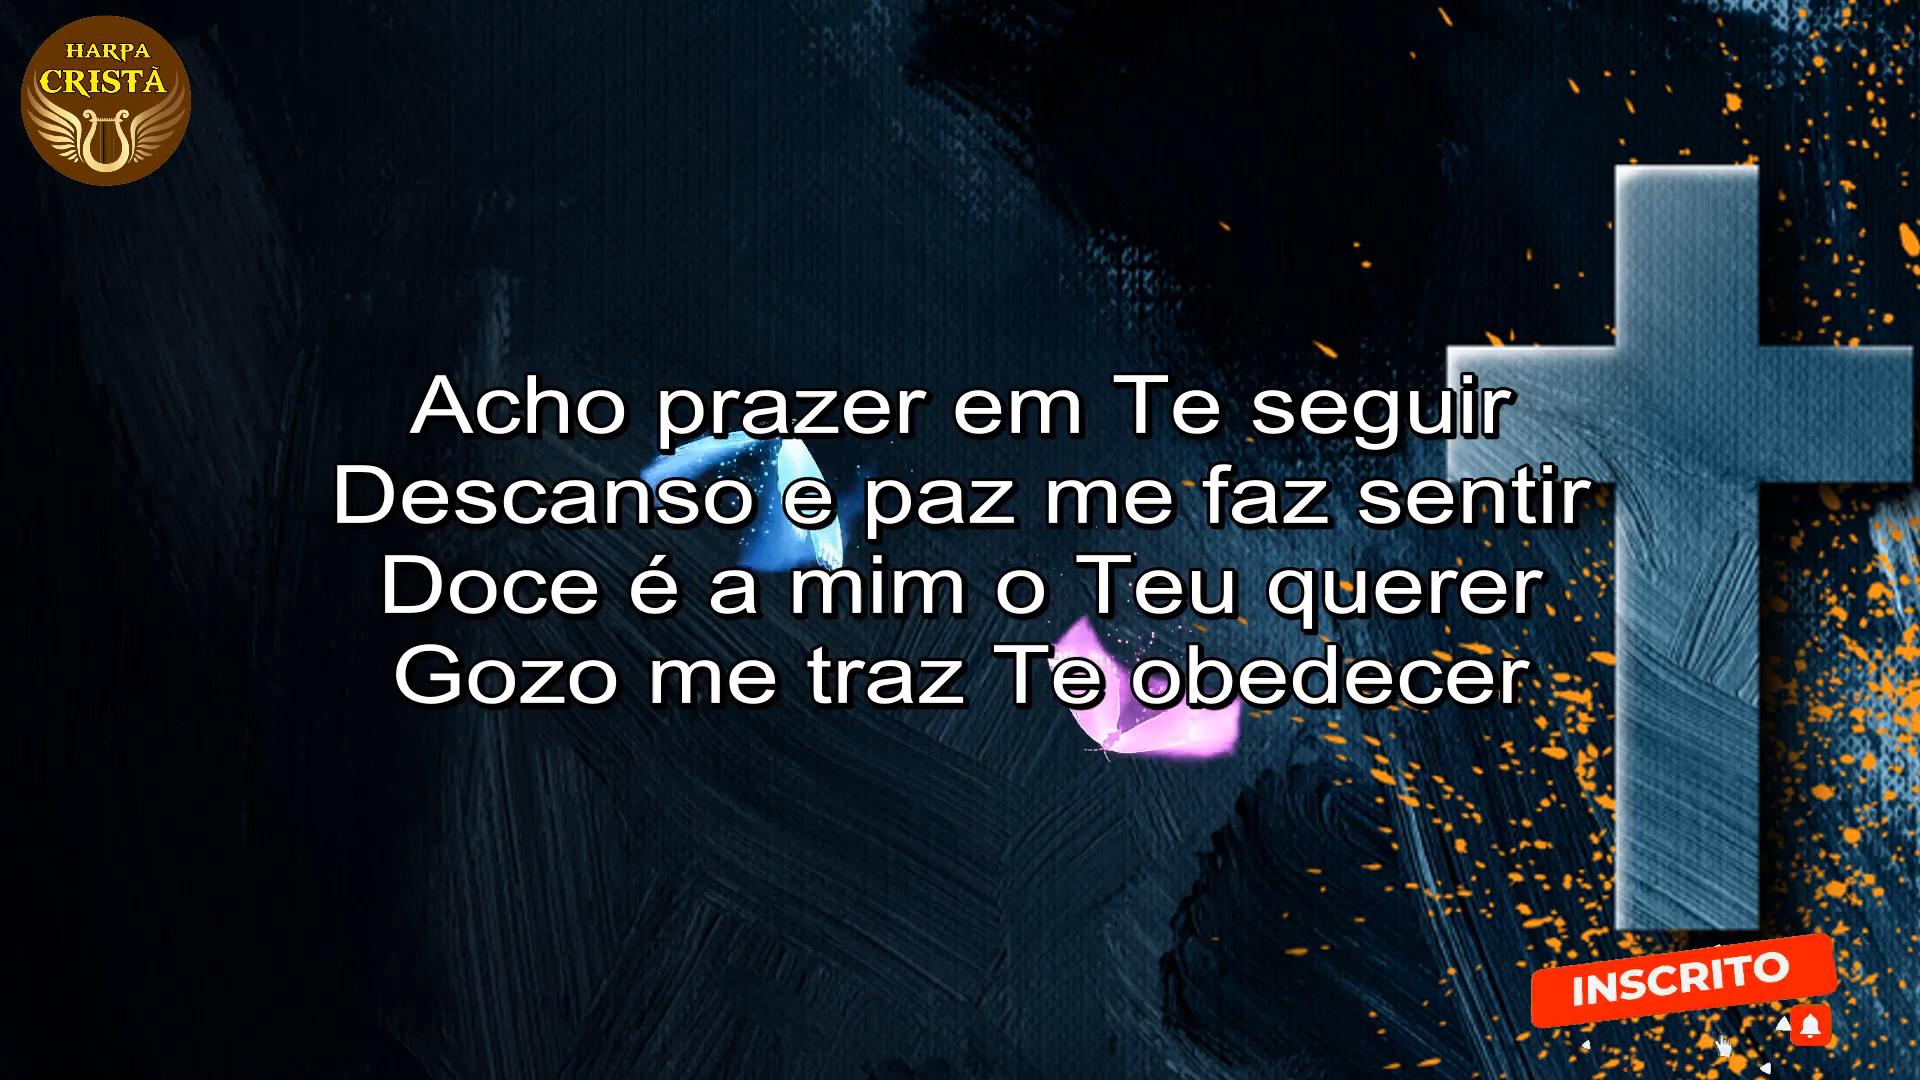 HARPA
CRISTÃ
Acho prazer em Te seguir
Descanso e paz me faz sentir
Doce é a mim o Teu querer
Gozo me traz Te obedecer
INSCRITO